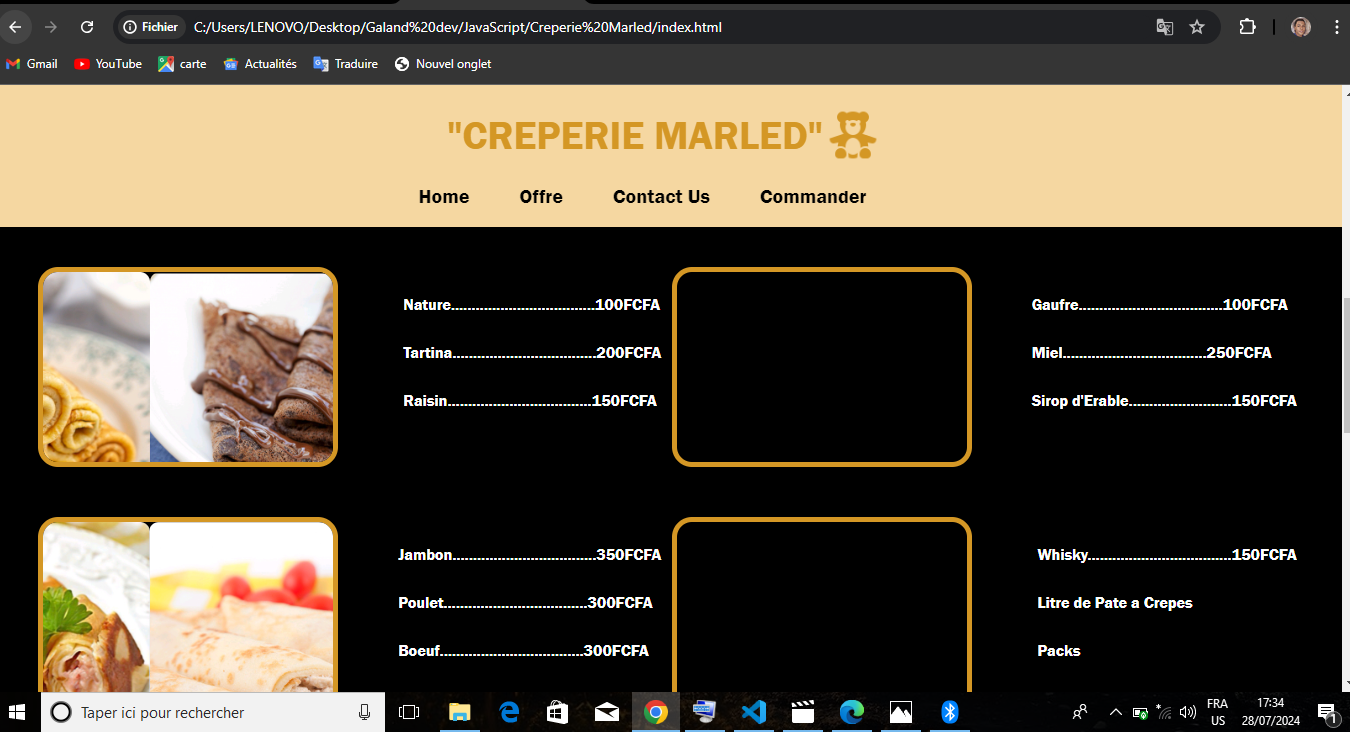 Fichier
C:/Users/LENOVO/Desktop/Galand%20dev/JavaScript/Creperie%20Marled/index.html
Gmail
YouTube
carte
Actualités
Traduire
Nouvel onglet
"CREPERIE MARLED"
Home
Offre
Contact Us
Commander
Nature...................................100FCFA
Tartina...................................200FCFA
Raisin...................................150FCFA
Gaufre...................................100FCFA
Miel...................................250FCFA
Sirop d'Erable.........................150FCFA
Jambon...................................350FCFA
Poulet...................................300FCFA
Boeuf...................................300FCFA
Whisky...................................150FCFA
Litre de Pate a Crepes
Packs
Taper ici pour rechercher
FRA
US
17:34
28/07/2024
1